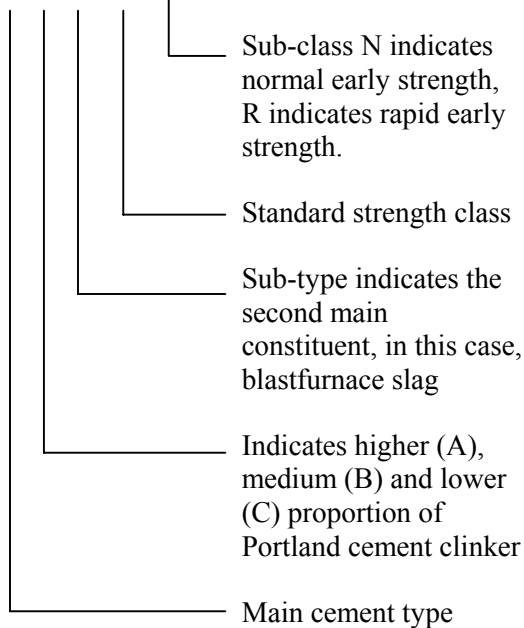 Sub-class N indicates
normal early strength,
R indicates rapid early
strength.
Standard strength class
Sub-type indicates the
second main
constituent, in this case,
blastfurnace slag
Indicates higher (A),
medium (B) and lower
(C) proportion of
Portland cement clinker
Main cement type